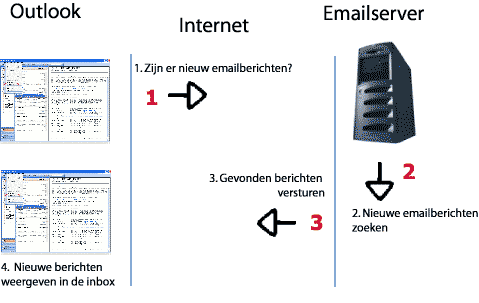 Outlook
Internet
Emailserver
1. Zijn er nieuw emailberichten?
1
2
2. Nieuwe emailberichten
zoeken
3. Gevonden berichten
versturen
3
4. Nieuwe berichten
weergeven in de inbox